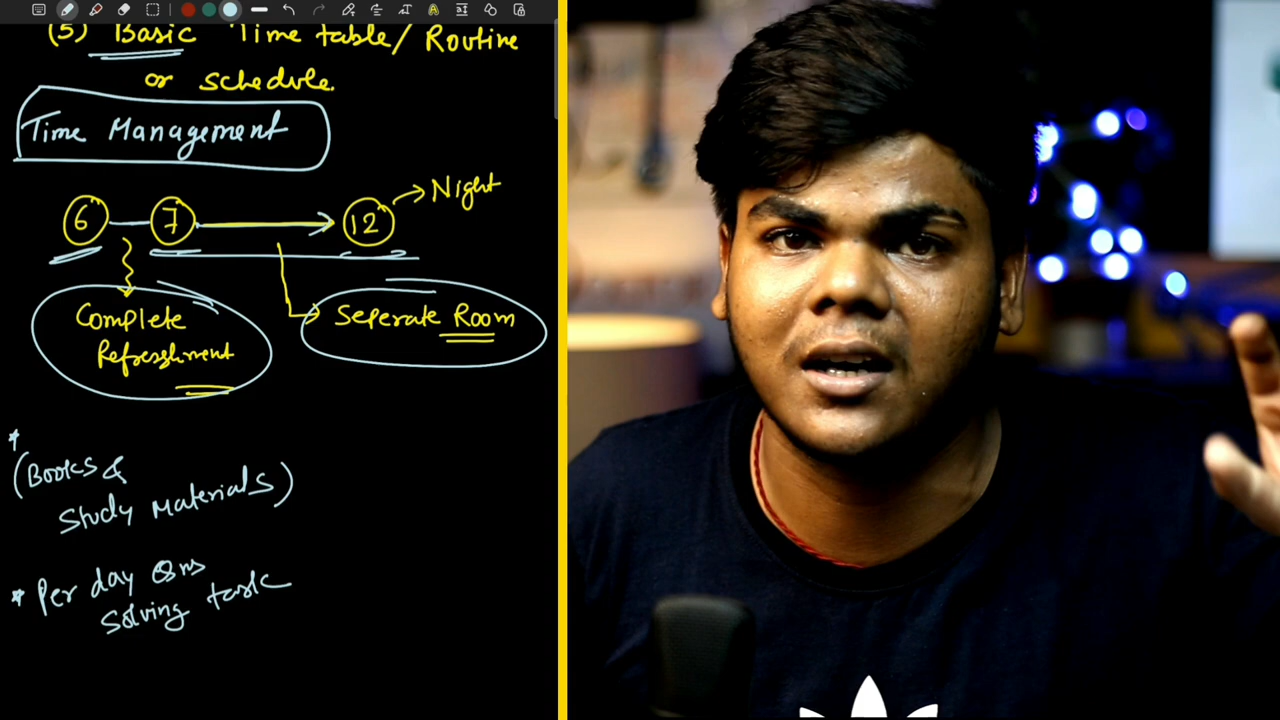 (5) Basic Time table/ Routine
or schedule.
Time Management
6 7 12 → Night
Complete
Refreshment
Seperate Room
*
(Books &
Study Materials)
* Per day Qsns
Solving task